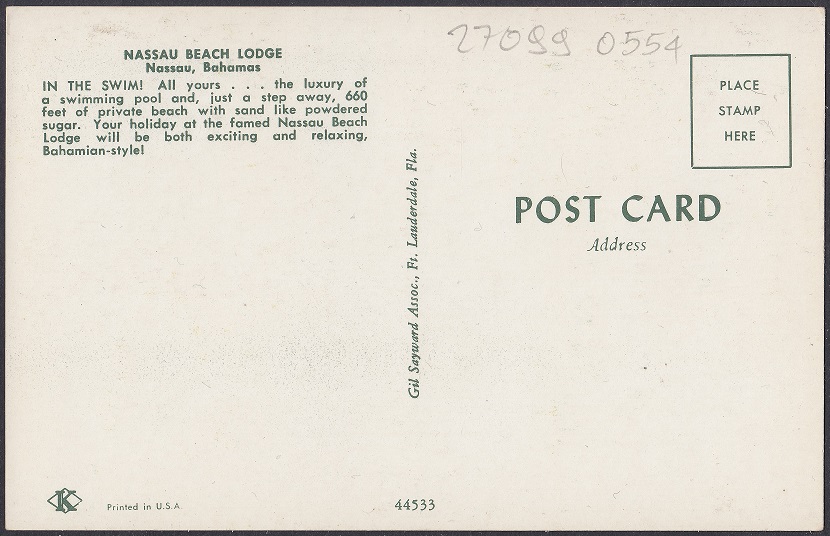 NASSAU BEACH LODGE
Nassau, Bahamas
IN THE SWIM! All yours . . . the luxury of
a swimming pool and, just a step away, 660
feet of private beach with sand like powdered
sugar. Your holiday at the famed Nassau Beach
Lodge will be both exciting and relaxing,
Bahamian-style!
27099 0554
PLACE
STAMP
HERE
POST CARD
Address
Gil Sayward Assoc., Ft. Lauderdale, Fla.
K
Printed in U.S.A.
44533